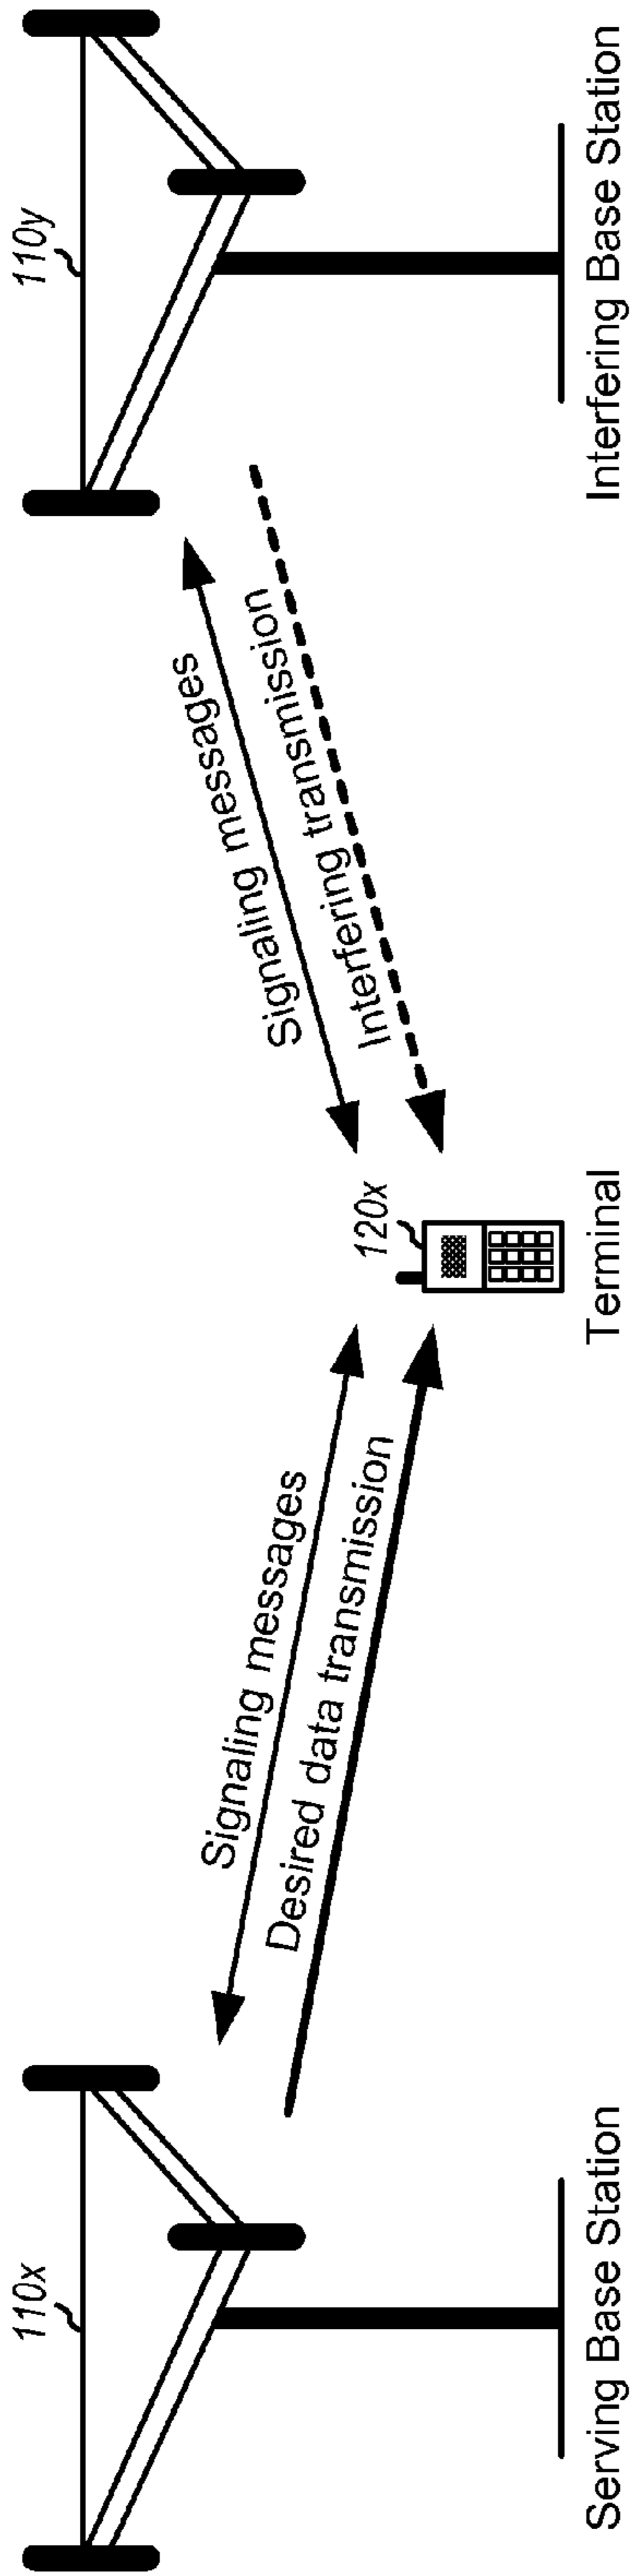 110x
110y
Signaling messages
Desired data transmission
Signaling messages
Interfering transmission
120x
Serving Base Station
Terminal
Interfering Base Station